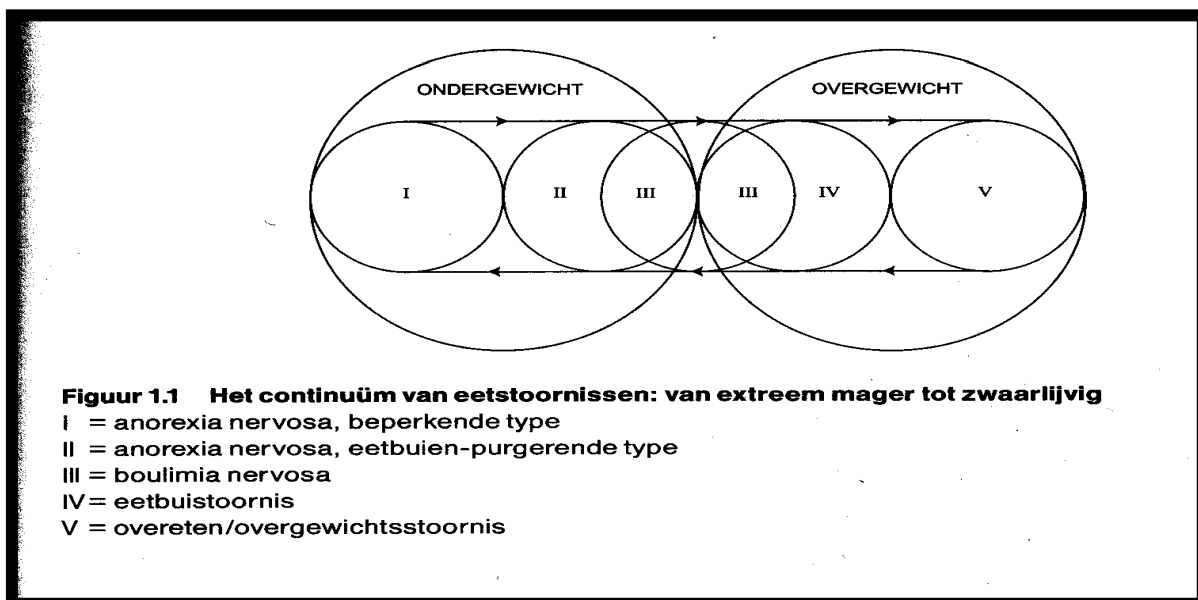 ONDERGEWICHT OVERGEWICHT
I II III III IV V
Figuur 1.1 Het continuüm van eetstoornissen: van extreem mager tot zwaarlijvig
I = anorexia nervosa, beperkende type
II = anorexia nervosa, eetbuien-purgerende type
III = boulimia nervosa
IV = eetbuistoornis
V = overeten/overgewichtsstoornis